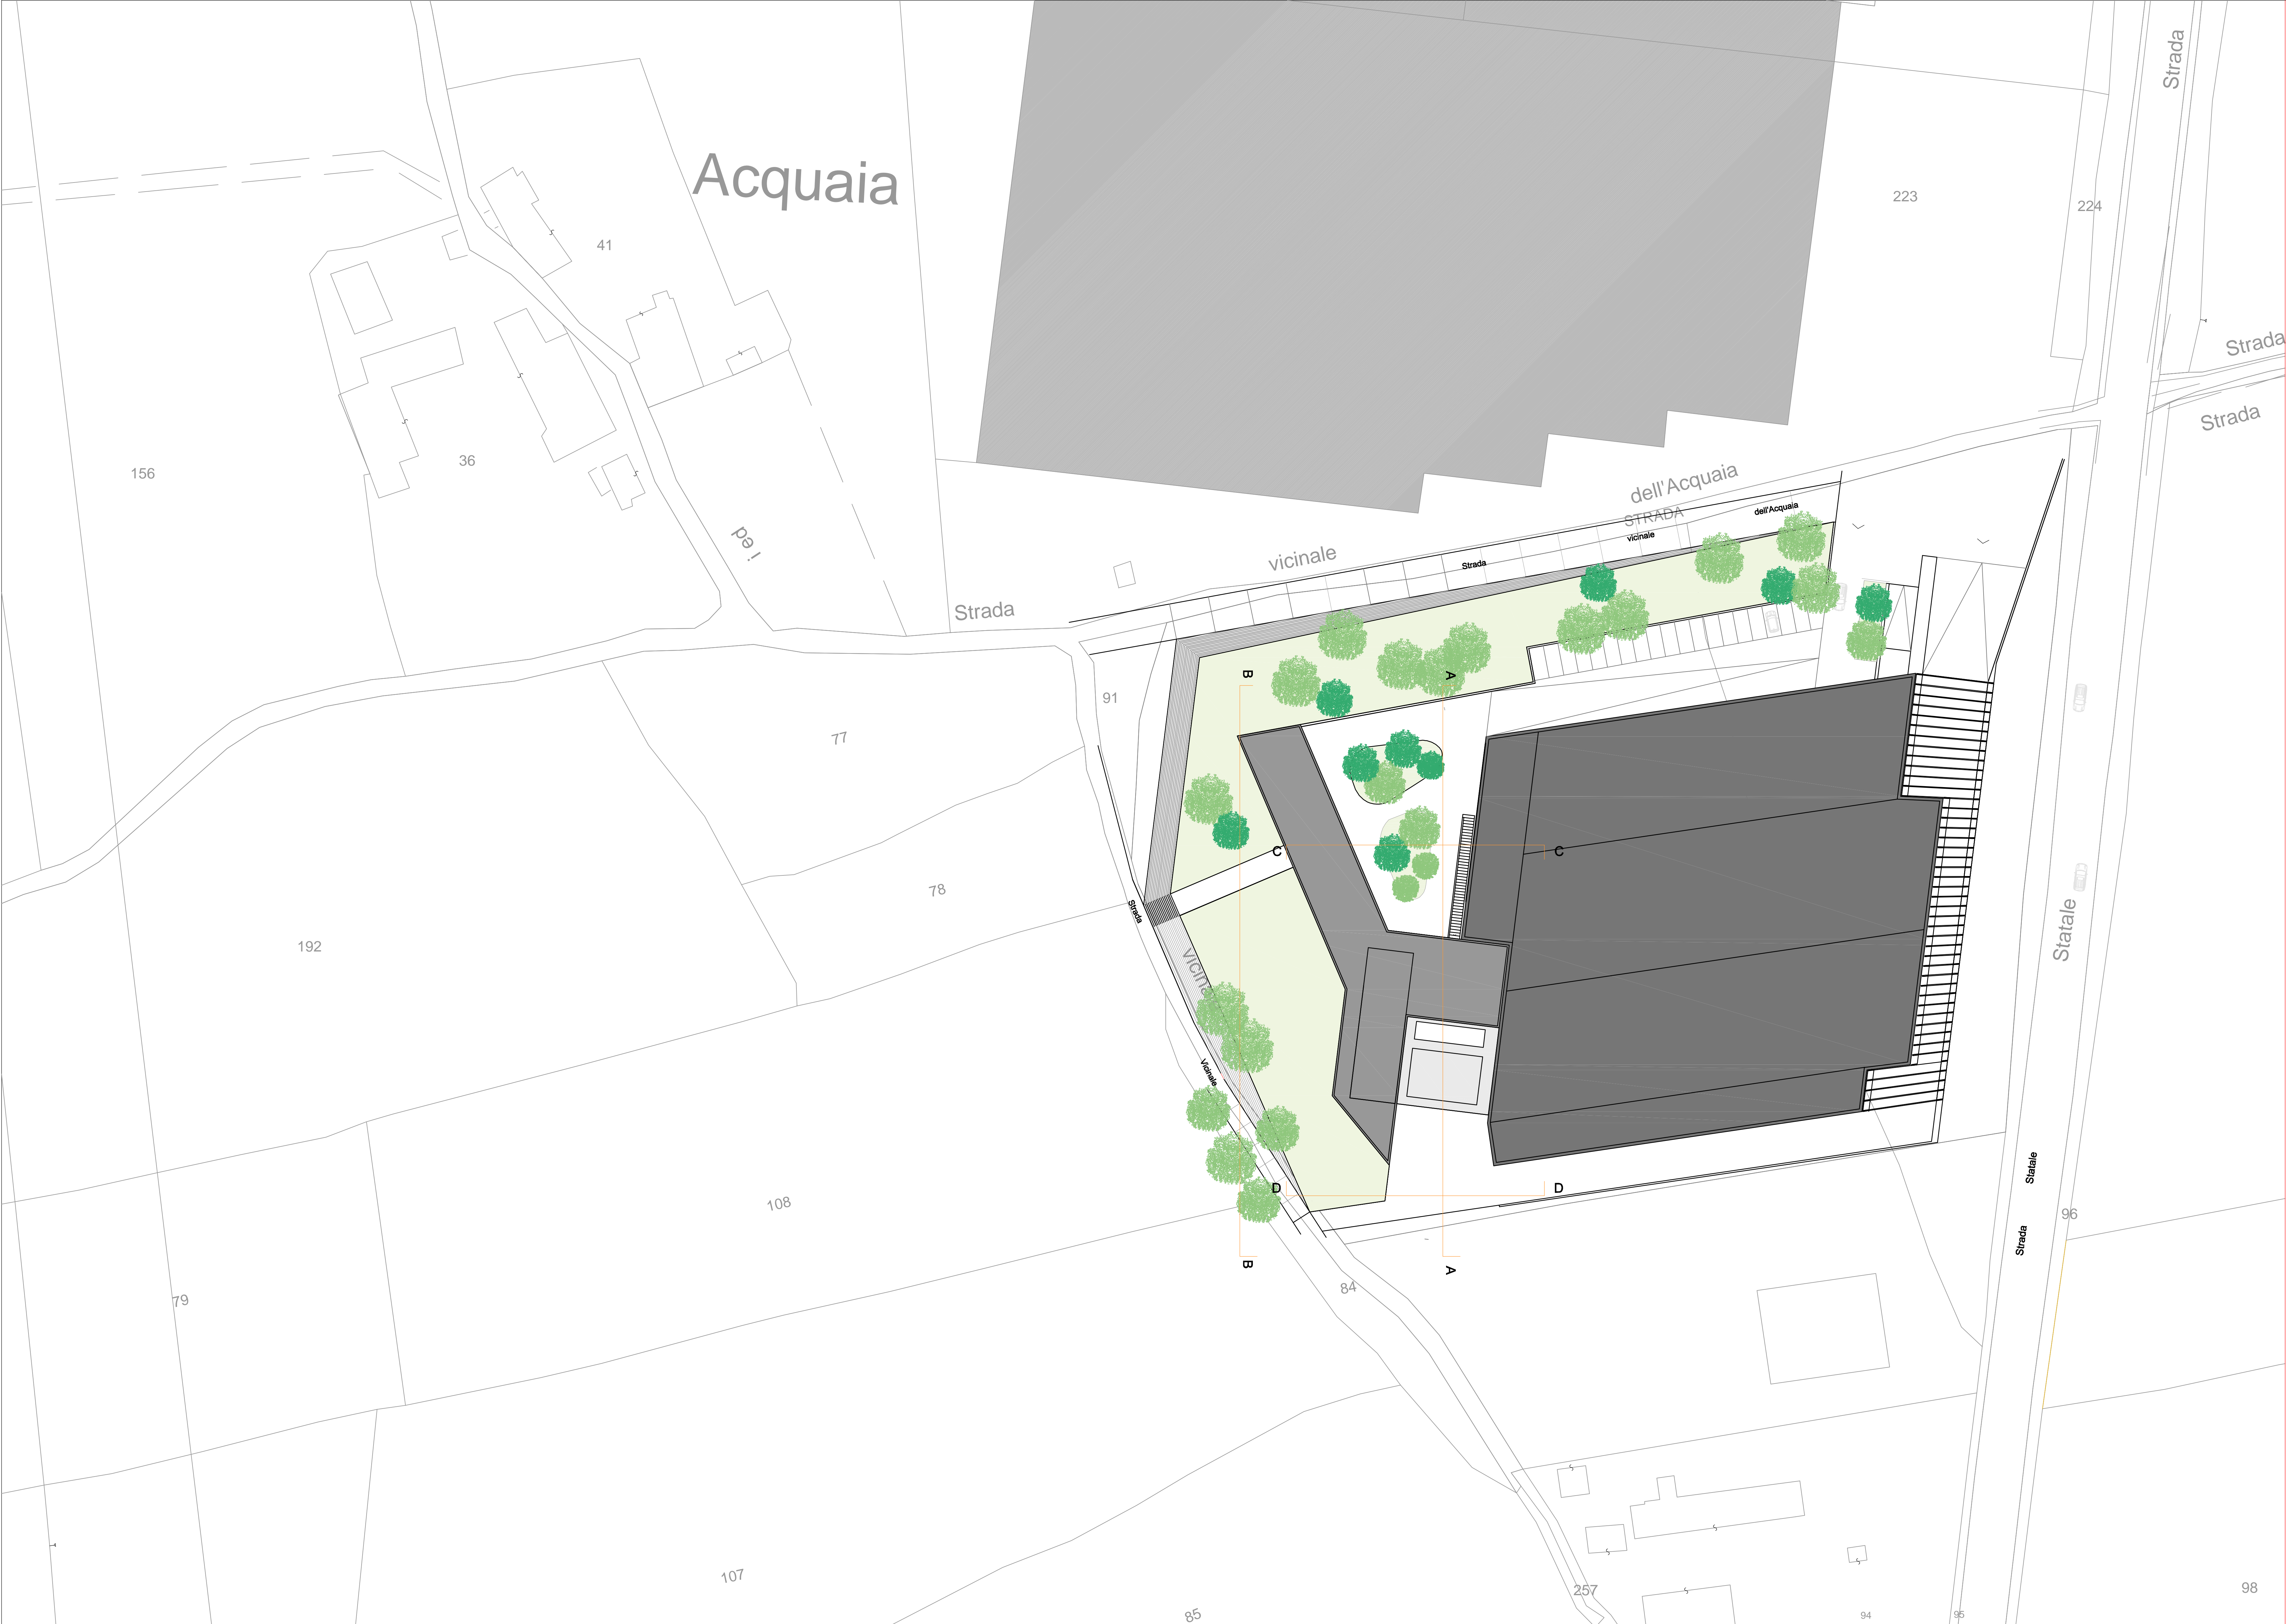 Strada
Acquaia
223
224
41
Strada
Strada
36
156
dell'Acquaia
STRADA
dell'Acquaia
vicinale
vicinale
Strada
i ed
Strada
91
B
A
77
C
C
78
Strada
Statale
192
vicina
Vicinale
Statale
D
D
108
96
Strada
B
A
84
79
107
257
98
85
94
95